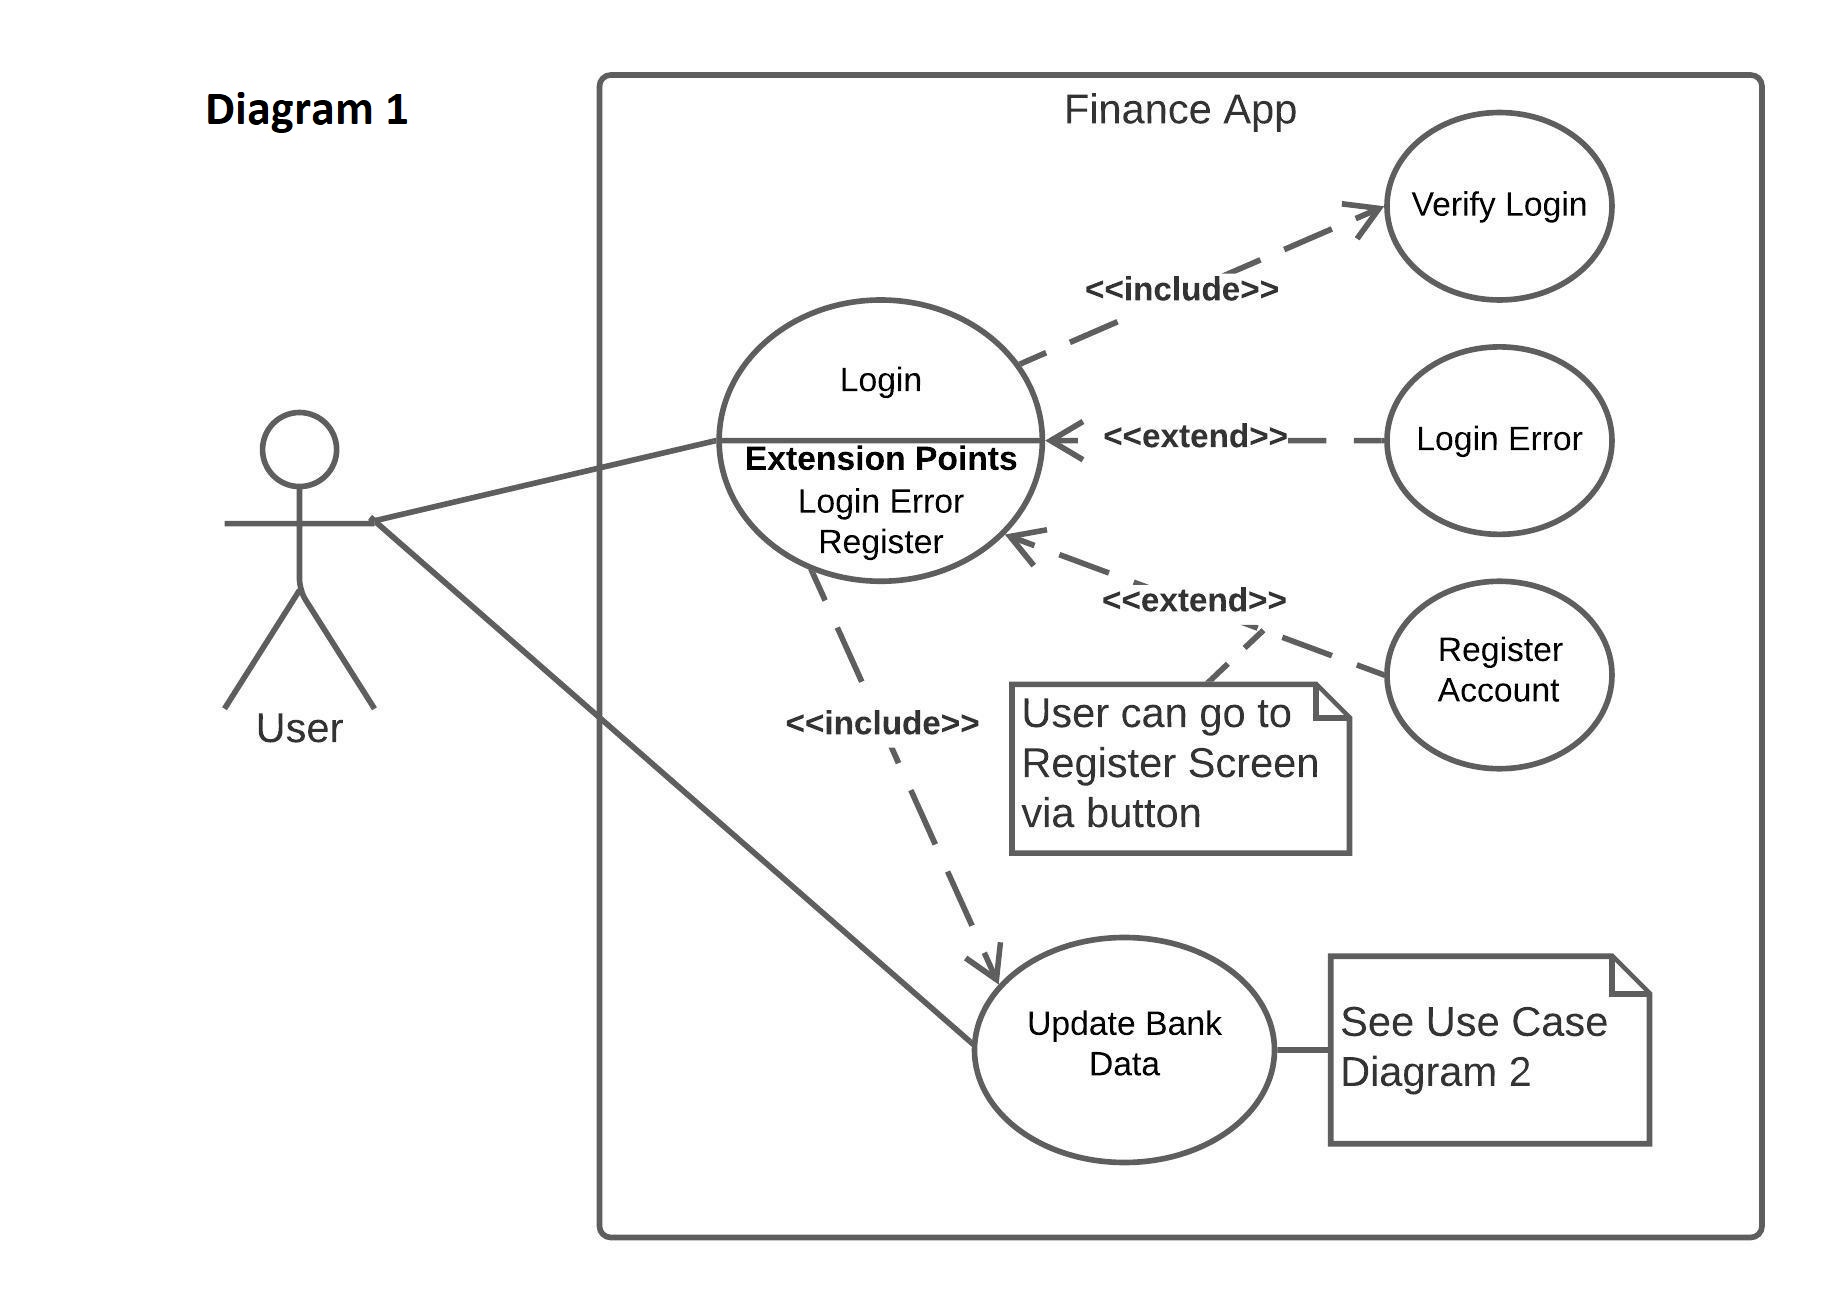 Diagram 1
Finance App
Verify Login
<<include>>
Login
<<extend>>
Login Error
Extension Points
Login Error
Register
<<extend>>
Register
Account
User
<<include>>
User can go to
Register Screen
via button
Update Bank
Data
See Use Case
Diagram 2